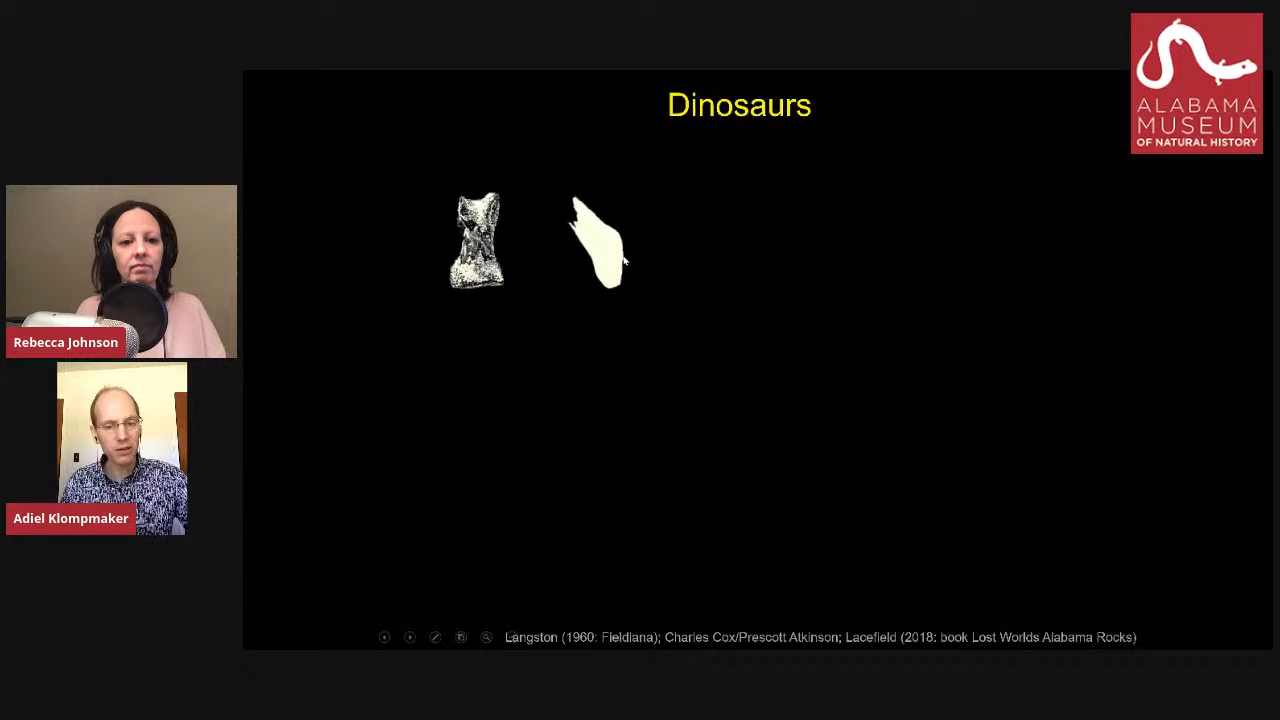 Dinosaurs
ALABAMA
MUSEUM
OF NATURAL HISTORY
Rebecca Johnson
Adiel Klompmaker
Langston (1960: Fieldiana); Charles Cox/Prescott Atkinson; Lacefield (2018: book Lost Worlds Alabama Rocks)